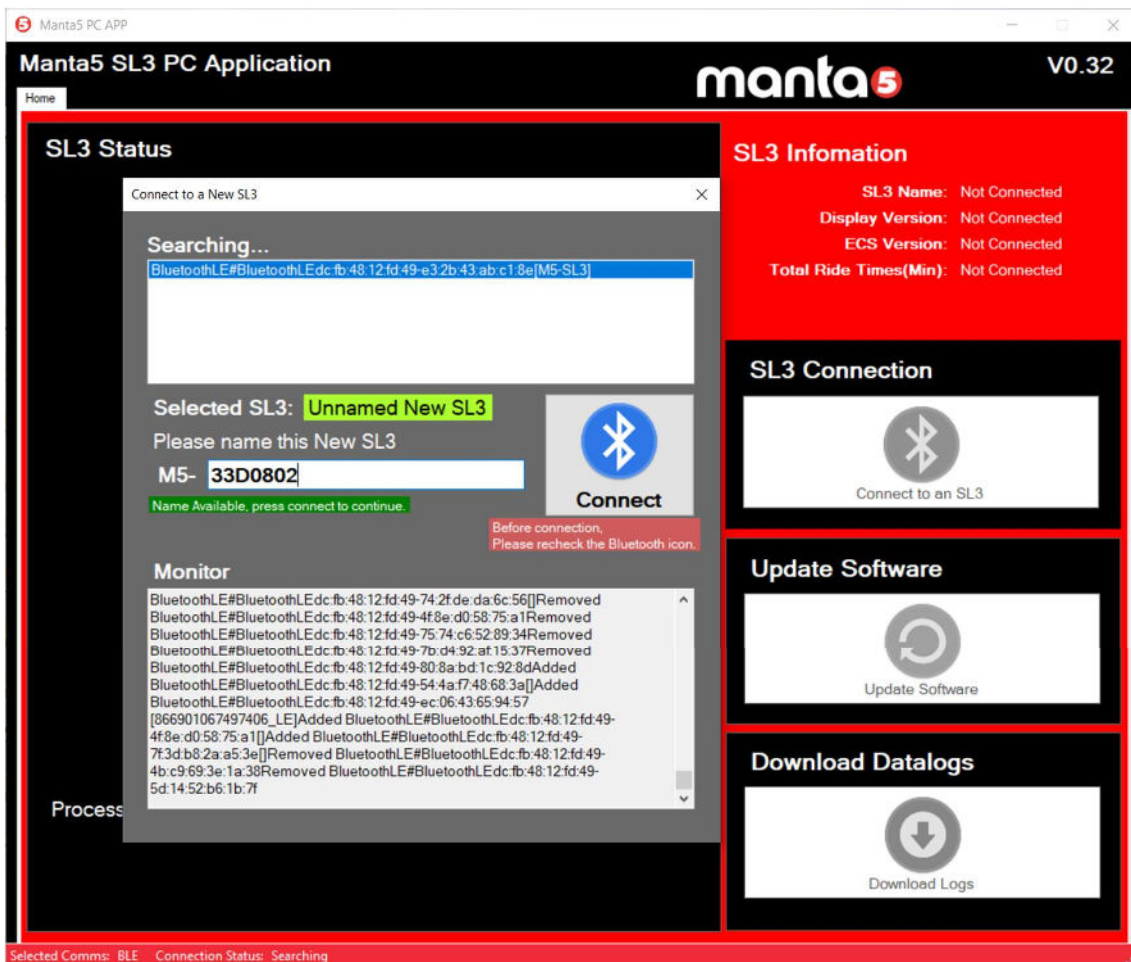 Manta5 PC APP
Manta5 SL3 PC Application
manta5
V0.32
Home
SL3 Status
Connect to a New SL3
Searching...
BluetoothLE#BluetoothLEdc:fb:48:12:fd:49-e3:2b:43:ab:c1:8e[M5-SL3]
Selected SL3: Unnamed New SL3
Please name this New SL3
M5- 33D0802
Name Available, press connect to continue.
Connect
Before connection,
Please recheck the Bluetooth icon.
Monitor
BluetoothLE#BluetoothLEdc:fb:48:12:fd:49-74:2f:de:da:6c:56[]Removed
BluetoothLE#BluetoothLEdc:fb:48:12:fd:49-4f:8e:d0:58:75:a1Removed
BluetoothLE#BluetoothLEdc:fb:48:12:fd:49-75:74:c6:52:89:34Removed
BluetoothLE#BluetoothLEdc:fb:48:12:fd:49-7b:d4:92:af:15:37Removed
BluetoothLE#BluetoothLEdc:fb:48:12:fd:49-80:8a:bd:1c:92:8dAdded
BluetoothLE#BluetoothLEdc:fb:48:12:fd:49-54:4a:f7:48:68:3a[]Added
BluetoothLE#BluetoothLEdc:fb:48:12:fd:49-ec:06:43:65:94:57
[866901067497406_LE]Added BluetoothLE#BluetoothLEdc:fb:48:12:fd:49-
4f:8e:d0:58:75:a1[]Added BluetoothLE#BluetoothLEdc:fb:48:12:fd:49-
7f:3d:b8:2a:a5:3e[]Removed BluetoothLE#BluetoothLEdc:fb:48:12:fd:49-
4b:c9:69:3e:1a:38Removed BluetoothLE#BluetoothLEdc:fb:48:12:fd:49-
5d:14:52:b6:1b:7f
Process
SL3 Infomation
SL3 Name: Not Connected
Display Version: Not Connected
ECS Version: Not Connected
Total Ride Times(Min): Not Connected
SL3 Connection
Connect to an SL3
Update Software
Update Software
Download Datalogs
Download Logs
Selected Comms: BLE Connection Status: Searching